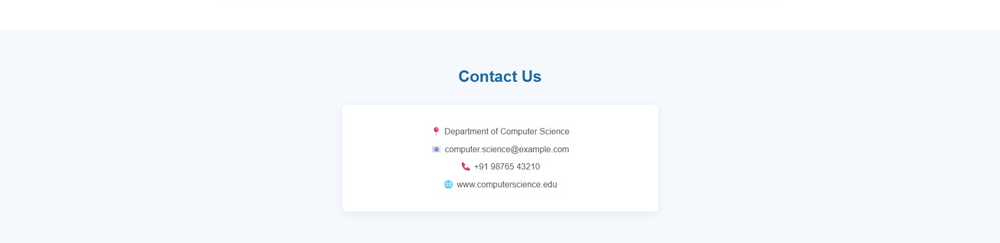 Contact Us
📍 Department of Computer Science
📧 computer.science@example.com
📞 +91 98765 43210
🌐 www.computerscience.edu